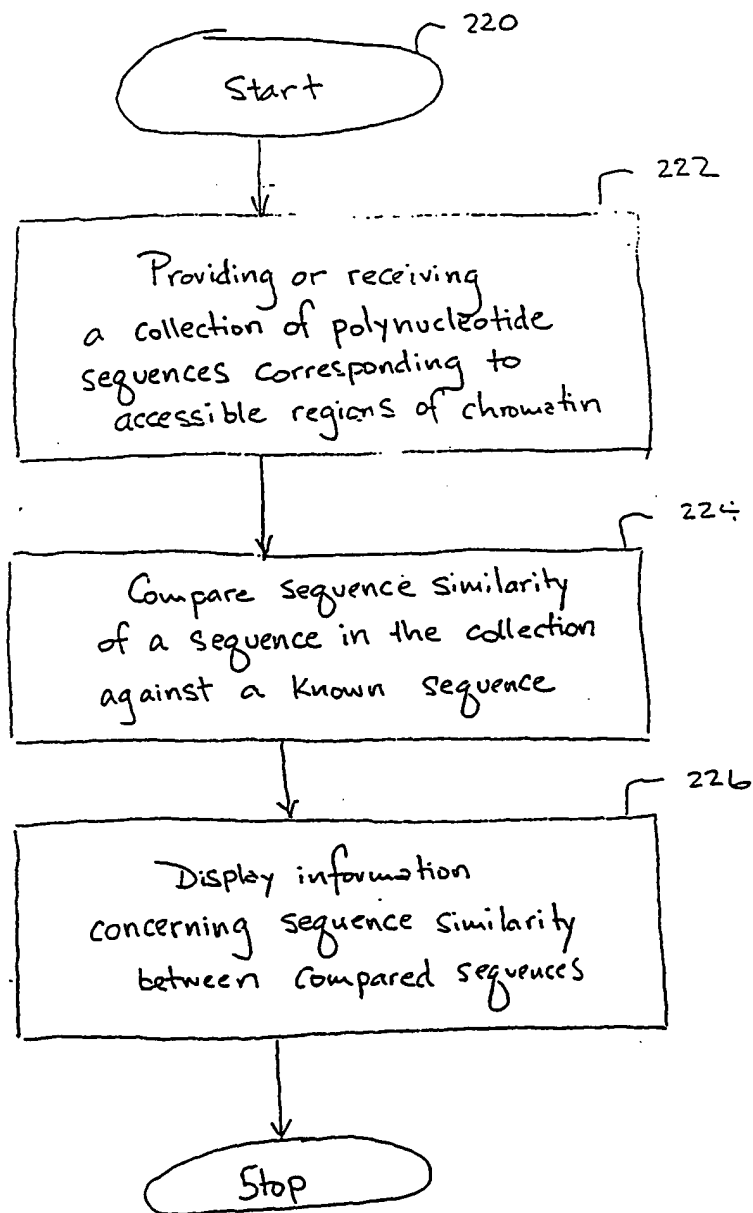 220
Start
222
Providing or receiving
a collection of polynucleotide
sequences corresponding to
accessible regions of chromatin
224
Compare sequence similarity
of a sequence in the collection
against a known sequence
226
Display information
concerning sequence similarity
between compared sequences
Stop